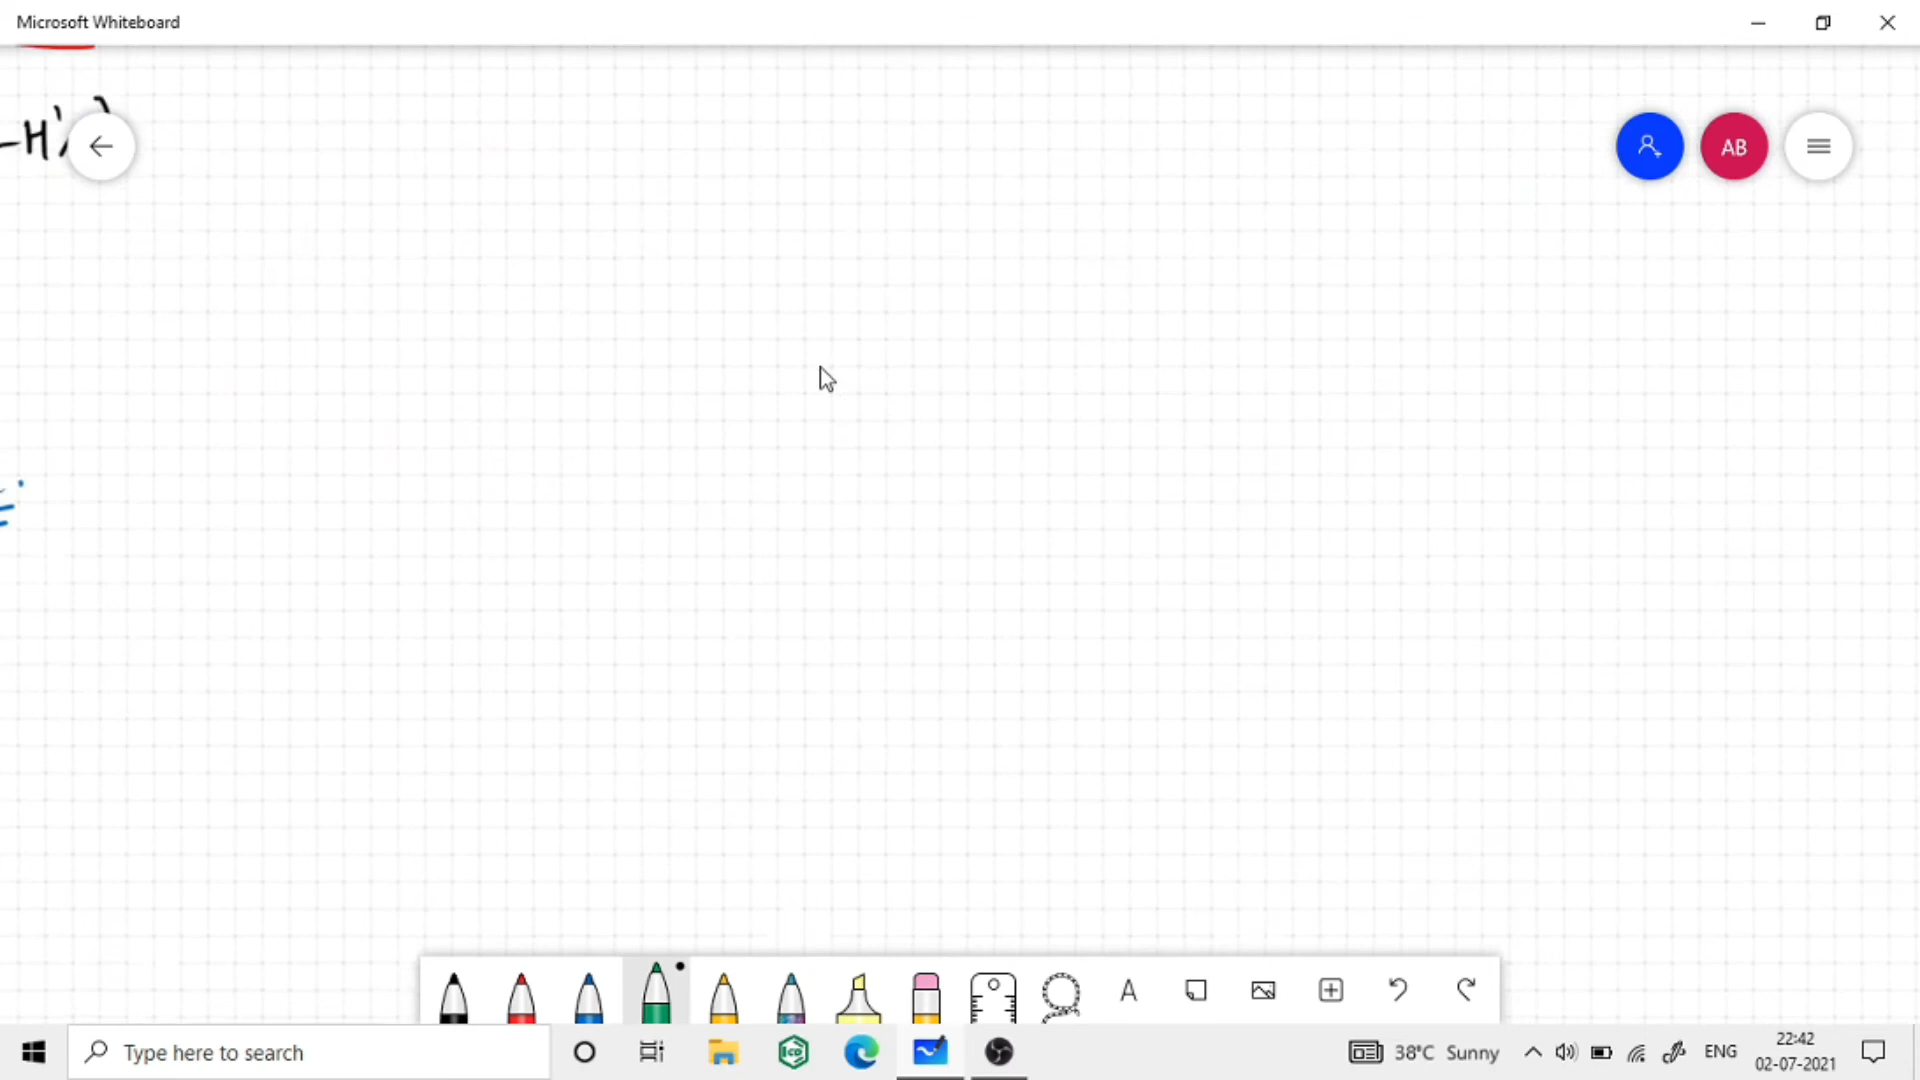 Microsoft Whiteboard
-H'
AB
A
Type here to search
38°C Sunny
ENG
22:42
02-07-2021